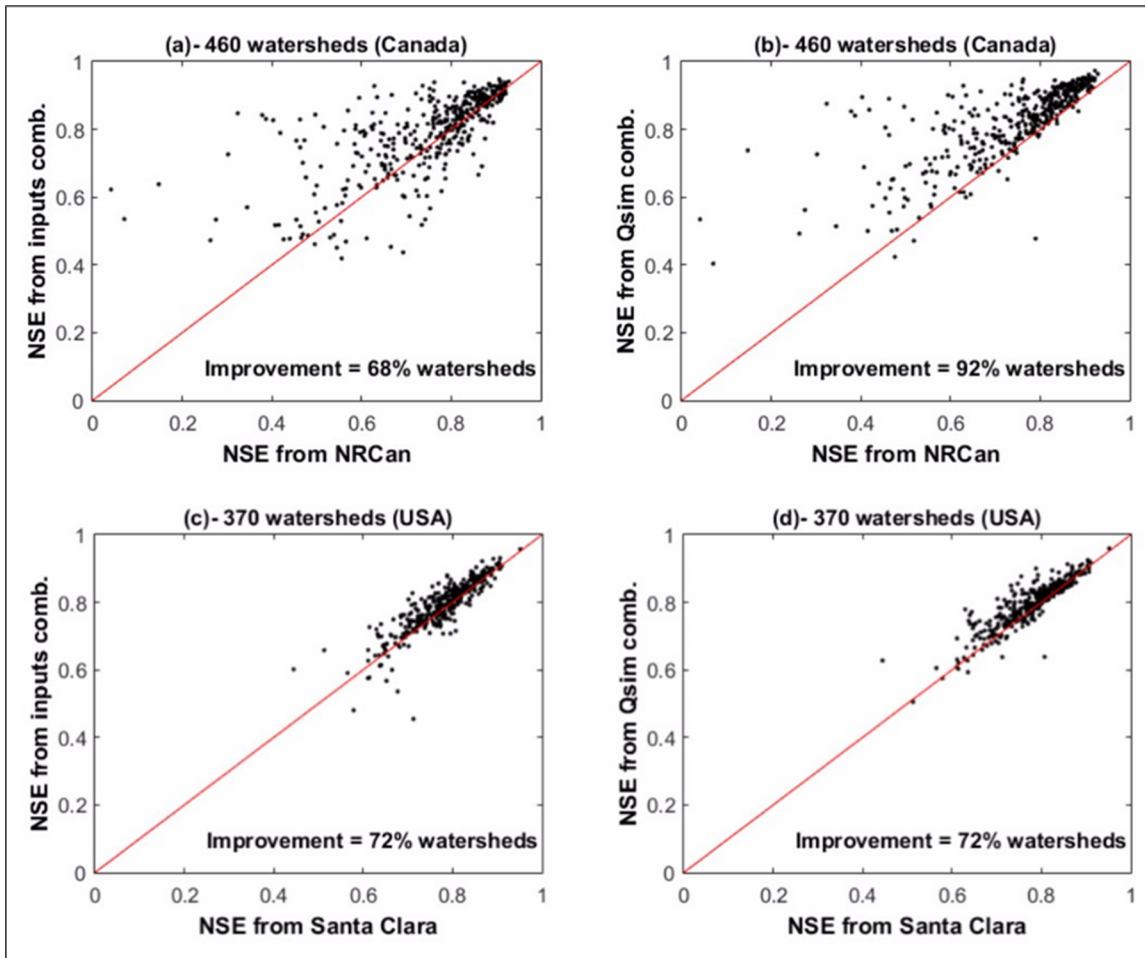 (a)- 460 watersheds (Canada)
NSE from inputs comb.
1
0.8
0.6
0.4
0.2
0
Improvement = 68% watersheds
0 0.2 0.4 0.6 0.8 1
NSE from NRCan
(b)- 460 watersheds (Canada)
NSE from Qsim comb.
1
0.8
0.6
0.4
0.2
0
Improvement = 92% watersheds
0 0.2 0.4 0.6 0.8 1
NSE from NRCan
(c)- 370 watersheds (USA)
NSE from inputs comb.
1
0.8
0.6
0.4
0.2
0
Improvement = 72% watersheds
0 0.2 0.4 0.6 0.8 1
NSE from Santa Clara
(d)- 370 watersheds (USA)
NSE from Qsim comb.
1
0.8
0.6
0.4
0.2
0
Improvement = 72% watersheds
0 0.2 0.4 0.6 0.8 1
NSE from Santa Clara